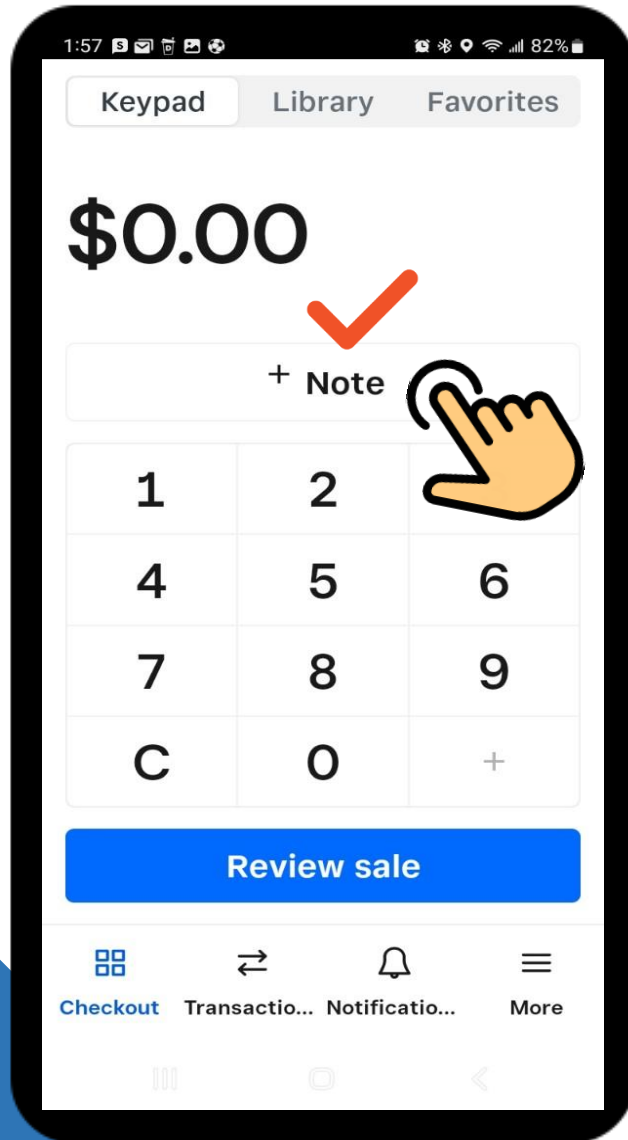 1:57 82%
Keypad Library Favorites
$0.00
+ Note
1 2
4 5 6
7 8 9
C 0 +
Review sale
Checkout Transactio... Notificatio... More